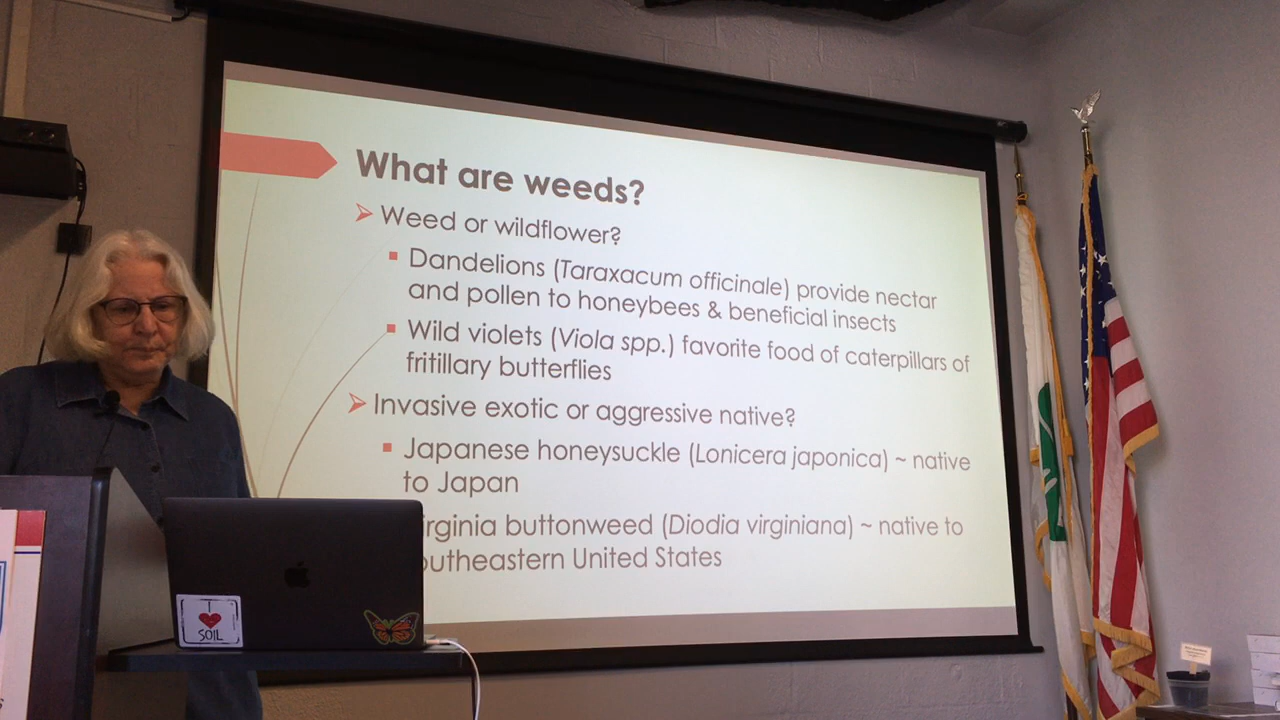 What are weeds?
Weed or wildflower?
Dandelions (Taraxacum officinale) provide nectar
and pollen to honeybees & beneficial insects
Wild violets (Viola spp.) favorite food of caterpillars of
fritillary butterflies
Invasive exotic or aggressive native?
Japanese honeysuckle (Lonicera japonica) ~ native
to Japan
irginia buttonweed (Diodia virginiana) ~ native to
outheastern United States
I
SOIL